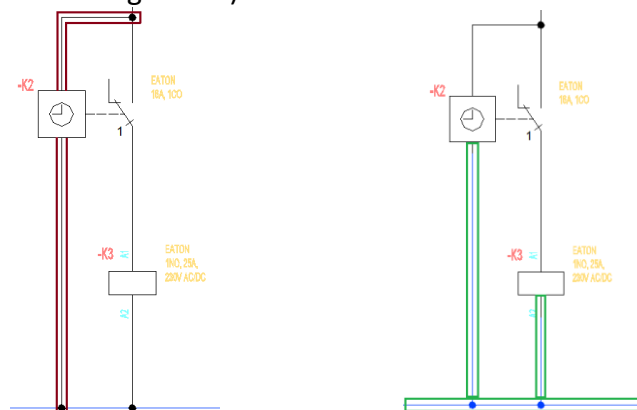 -K2
EATON
16A, 1CO
1
-K3
A1
EATON
1NO, 25A,
230V AC/DC
A2
-K2
EATON
16A, 1CO
1
-K3
A1
EATON
1NO, 25A,
230V AC/DC
A2